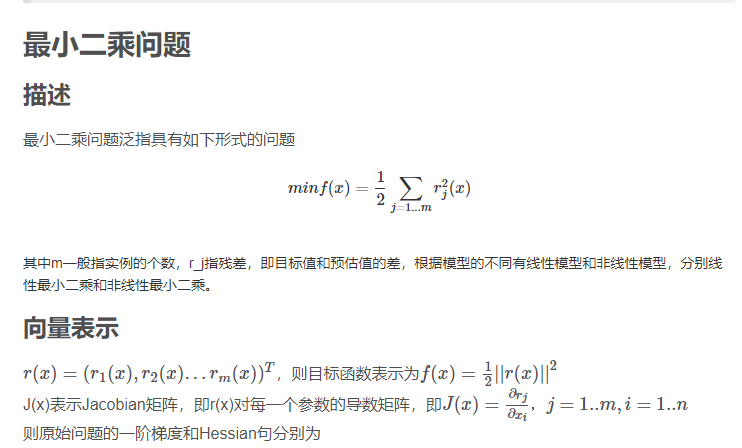 最小二乘问题
描述
最小二乘问题泛指具有如下形式的问题
minf(x) = \frac{1}{2} \sum_{j=1...m} r_j^2(x)
其中m一般指实例的个数，r_j指残差，即目标值和预估值的差，根据模型的不同有线性模型和非线性模型，分别线
性最小二乘和非线性最小二乘。
向量表示
r(x) = (r_1(x), r_2(x)...r_m(x))^T，则目标函数表示为f(x) = \frac{1}{2}||r(x)||^2
J(x)表示Jacobian矩阵，即r(x)对每一个参数的导数矩阵，即J(x) = \frac{∂r_j}{∂x_i}，j = 1..m, i = 1..n
则原始问题的一阶梯度和Hessian句分别为